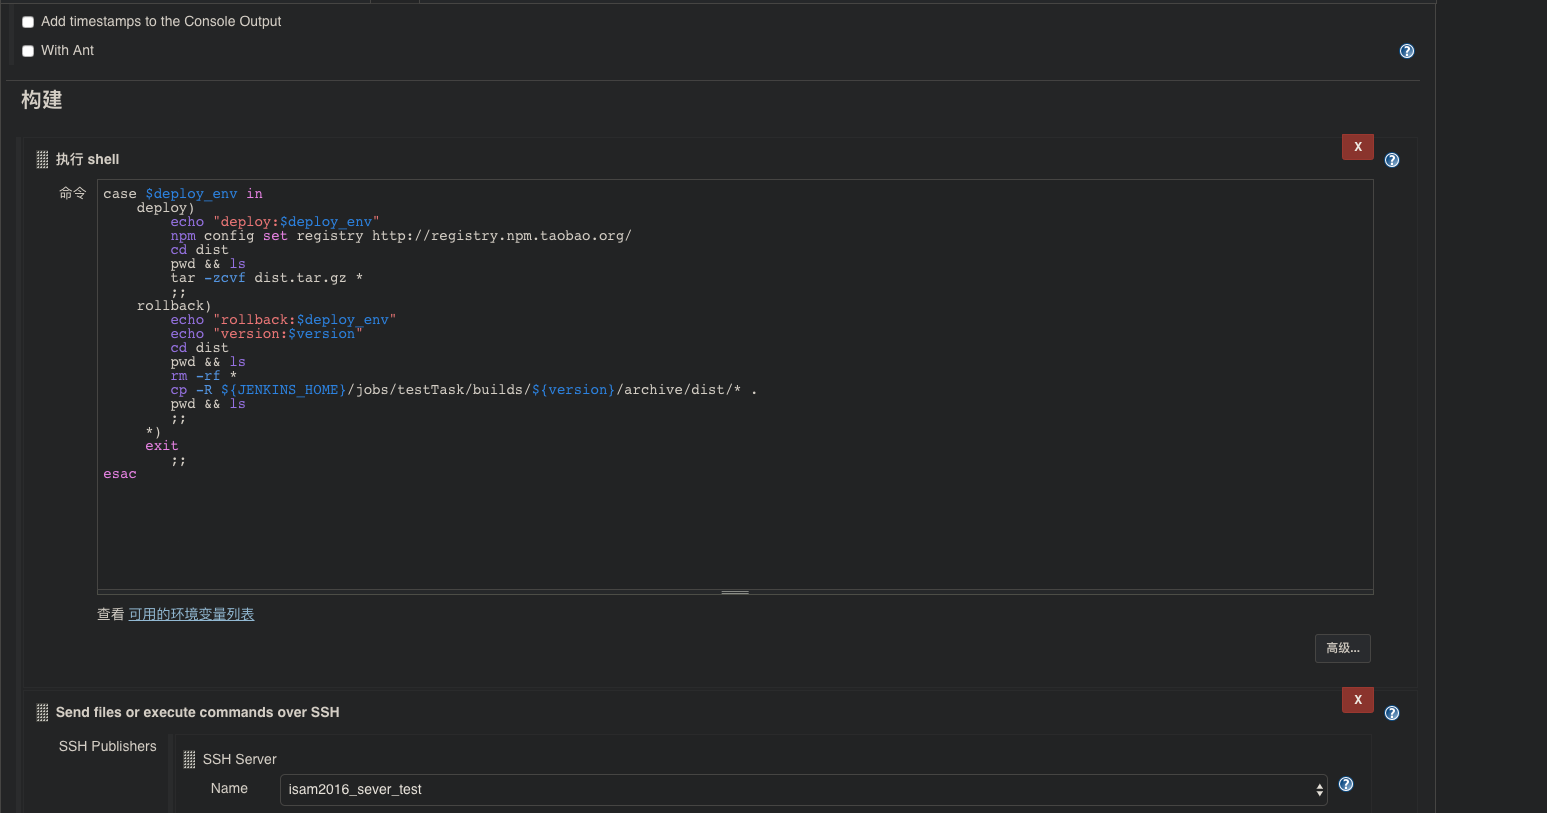 Add timestamps to the Console Output
With Ant
构建
执行 shell
X
命令
case $deploy_env in
deploy)
echo "deploy:$deploy_env"
npm config set registry http://registry.npm.taobao.org/
cd dist
pwd && ls
tar -zcvf dist.tar.gz *
;;
rollback)
echo "rollback:$deploy_env"
echo "version:$version"
cd dist
pwd && ls
rm -rf *
cp -R ${JENKINS_HOME}/jobs/testTask/builds/${version}/archive/dist/* .
pwd && ls
;;
*)
exit
;;
esac
查看 可用的环境变量列表
高级...
X
Send files or execute commands over SSH
SSH Publishers
SSH Server
Name
isam2016_sever_test